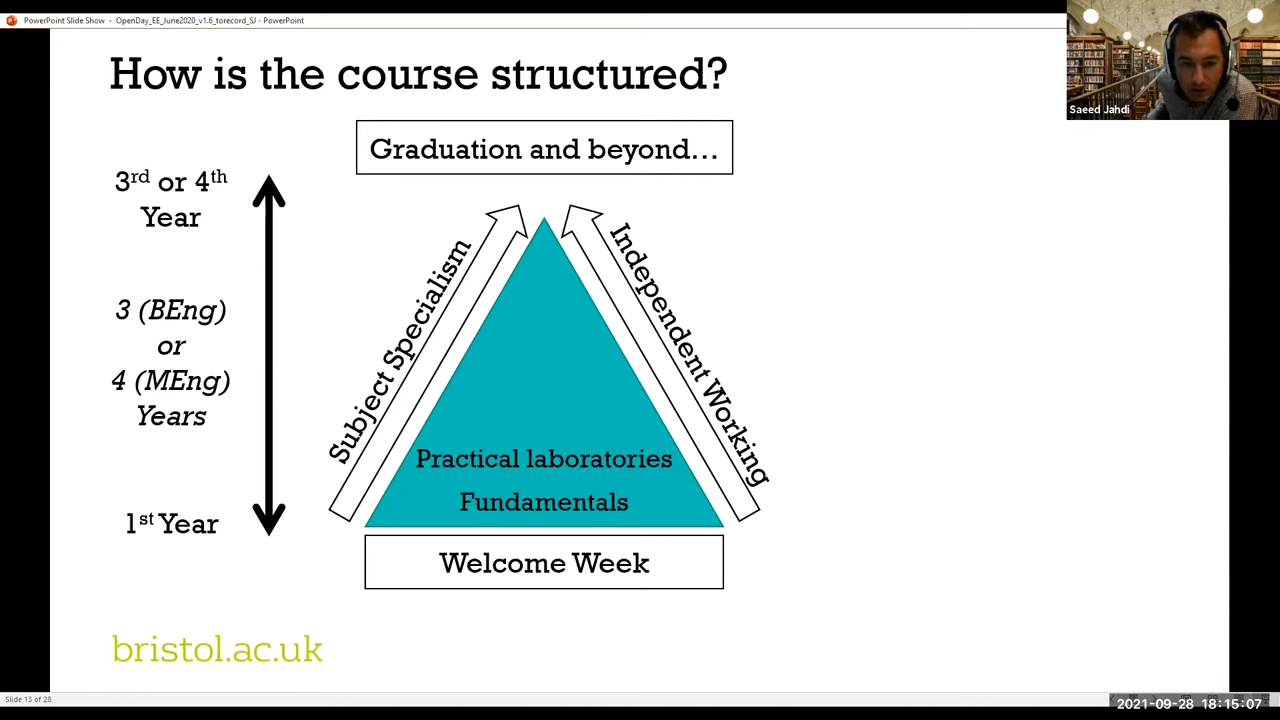 PowerPoint Slide Show - OpenDay_EE_June2020_v1.6_torecord_SJ - PowerPoint
Saeed Jahdi
How is the course structured?
Graduation and beyond...
3rd or 4th
Year
3 (BEng)
or
4 (MEng)
Years
1st Year
Subject Specialism
Independent Working
Practical laboratories
Fundamentals
Welcome Week
bristol.ac.uk
Slide 13 of 28
2021-09-28 18:15:07